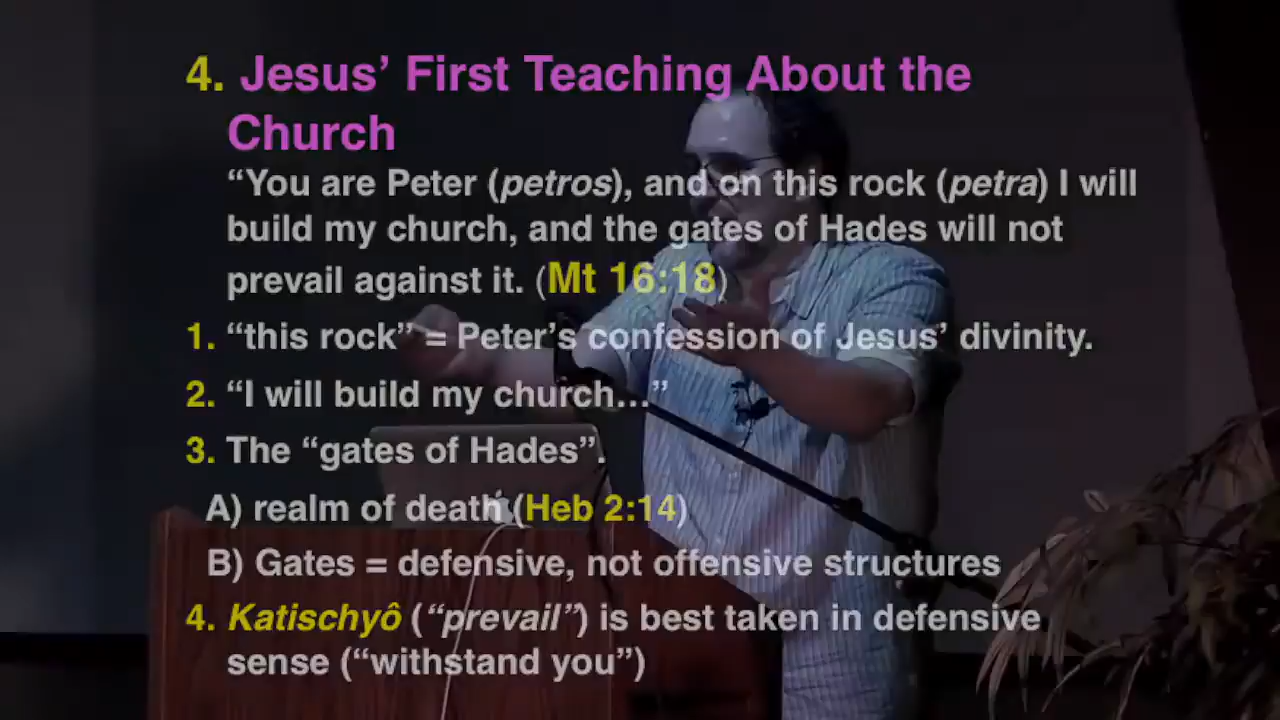 4. Jesus’ First Teaching About the
Church
“You are Peter (petros), and on this rock (petra) I will
build my church, and the gates of Hades will not
prevail against it. (Mt 16:18)
1. “this rock” = Peter’s confession of Jesus’ divinity.
2. “I will build my church...”
3. The “gates of Hades”.
A) realm of death (Heb 2:14)
B) Gates = defensive, not offensive structures
4. Katischyô (“prevail”) is best taken in defensive
sense (“withstand you”)